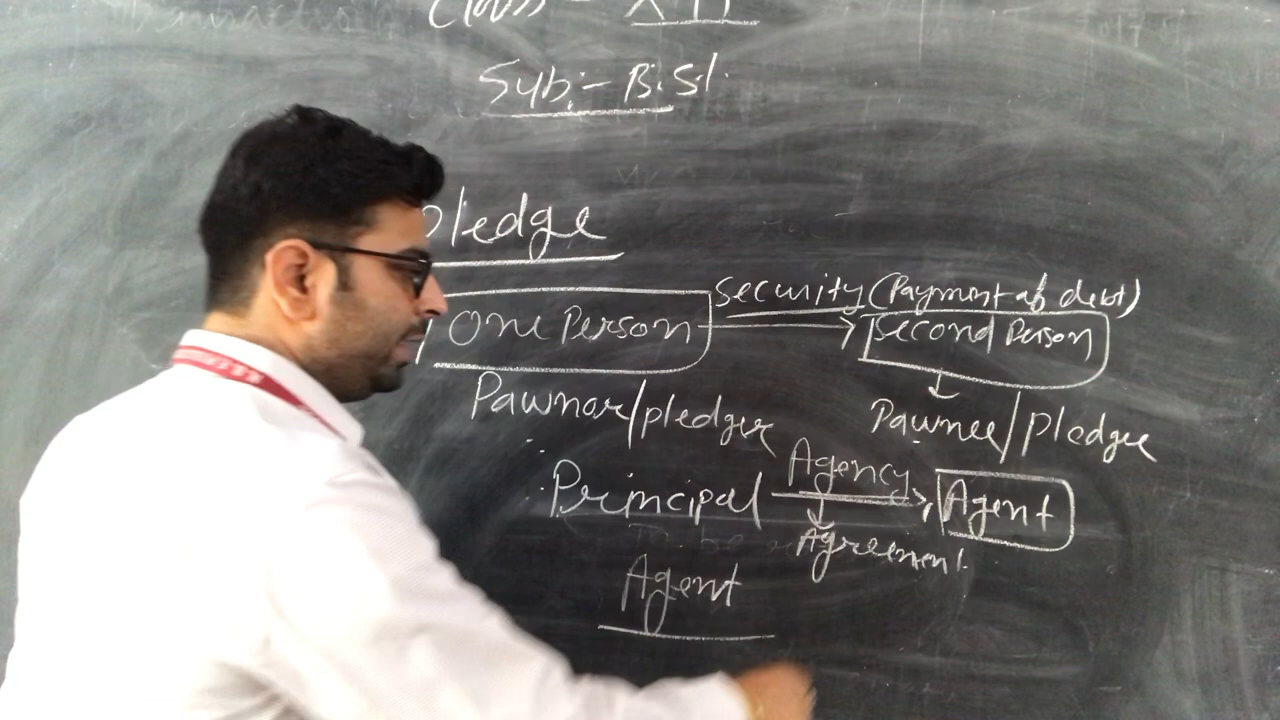 Class - XII
Sub:- B.St.
Pledge
Security (Payment of debt)
One Person
Second Person
Pawnor/pledger
Pawnee/pledgee
Agency
Principal
Agent
Agreement
Agent